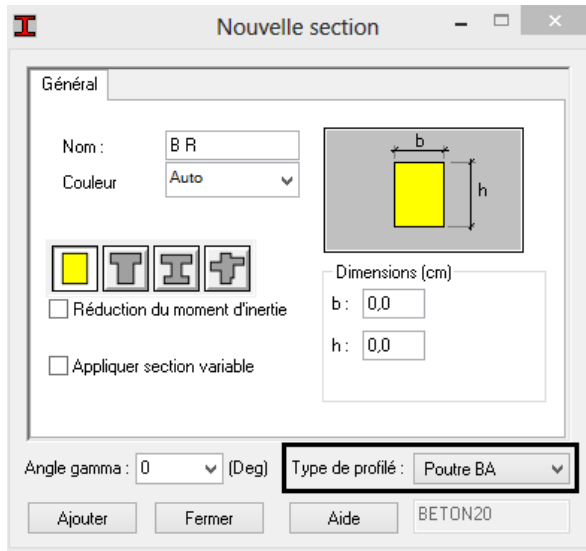 Nouvelle section
Général
Nom :
B R
Couleur
Auto
b
h
Réduction du moment d'inertie
Appliquer section variable
Dimensions (cm)
b : 0,0
h : 0,0
Angle gamma : 0 (Deg) Type de profilé : Poutre BA
Ajouter Fermer Aide BETON20